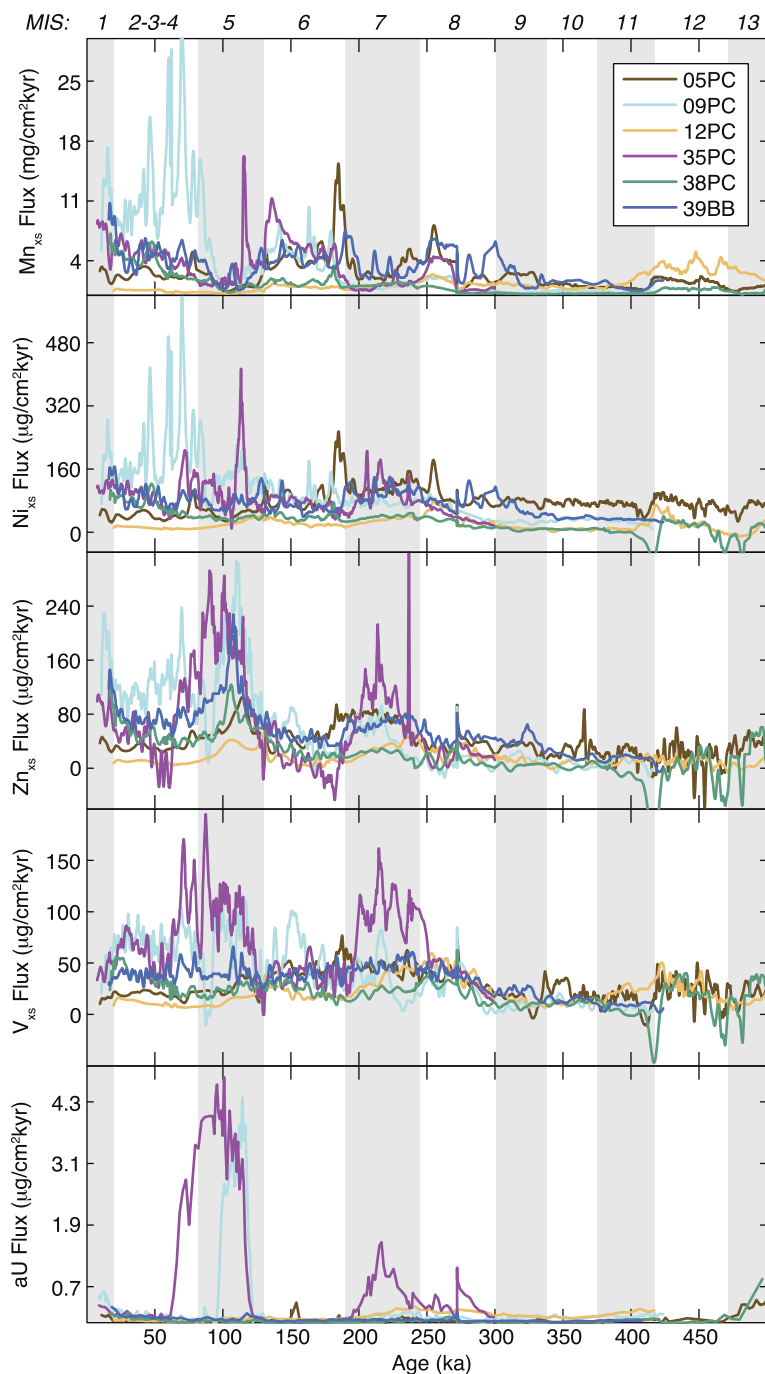 MIS: 1 2-3-4 5 6 7 8 9 10 11 12 13
05PC
09PC
12PC
35PC
38PC
39BB
25
18
11
4
Mnxs Flux (mg/cm²kyr)
480
320
160
0
Nixs Flux (µg/cm²kyr)
240
160
80
0
Znxs Flux (µg/cm²kyr)
150
100
50
0
Vxs Flux (µg/cm²kyr)
4.3
3.1
1.9
0.7
aU Flux (µg/cm²kyr)
50 100 150 200 250 300 350 400 450
Age (ka)